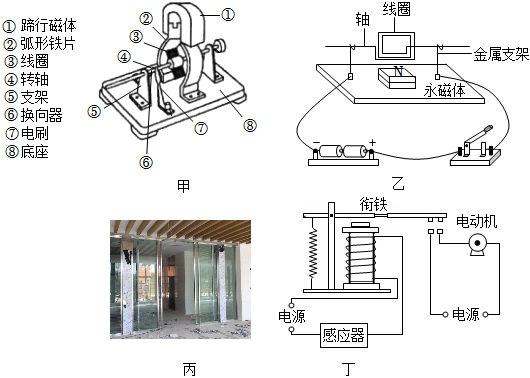 ① 蹄行磁体
② 弧形铁片
③ 线圈
④ 转轴
⑤ 支架
⑥ 换向器
⑦ 电刷
⑧ 底座
② ①
③
④
⑤ ⑦ ⑧
⑥
甲
线圈
轴
金属支架
N
永磁体
− +
乙
丙
衔铁
电动机
电源
电源
感应器
丁